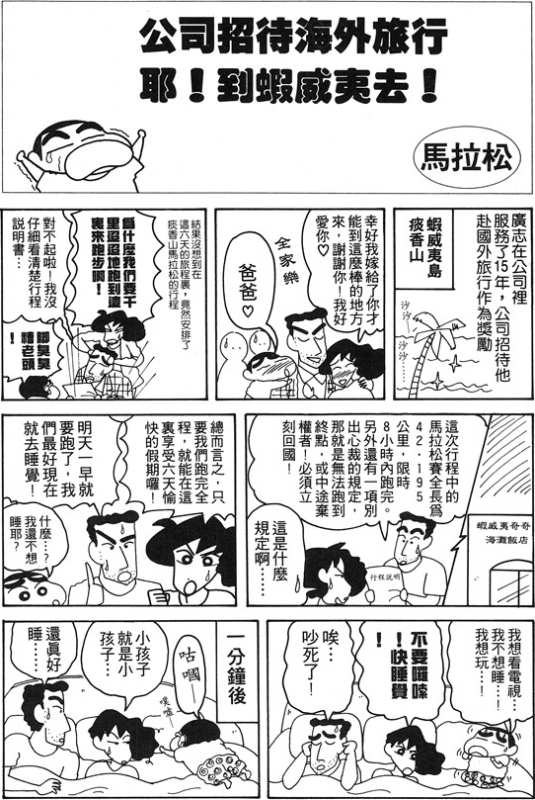 公司招待海外旅行
耶!到蝦威夷去!
馬拉松
廣志在公司裡
服務了15年,公司招待他
赴國外旅行作為獎勵
蝦威夷島
痰香山
沙沙…
沙沙……
幸好我嫁給你才
能到這麼棒的地方
來,謝謝你!我好
愛你♡
全家樂
爸爸♡
結果沒想到在
這六天的旅程裏,竟然安排了
痰香山馬拉松的行程
為什麼我們要千
里迢迢地跑到這
裏來跑步啊!
對不起啦!我沒
仔細看清楚行程
說明書…
腳臭臭
糟老頭
!
蝦威夷奇奇
海灘飯店
這次行程中的
馬拉松賽全長為
42.195
公里,限時
8小時內跑完。
另外還有一項別
出心裁的規定,
那就是無法跑到
終點,或中途棄
權者!必須立
刻回國!
行程說明
這是什麼
規定啊……
總而言之,只
要我們跑完全
程,就能在這
裏享受六天愉
快的假期囉!
明天一早就
要跑了,我
們最好現在
就去睡覺!
什麼…?
我還不想
睡耶?
我想看電視…
我不想睡…!
我想玩…!
不要囉嗦
!快睡覺
!
唉…
吵死了!
一分鐘後
咕嘓—
噗嚕
小孩子
就是小
孩子…
還真好
睡……